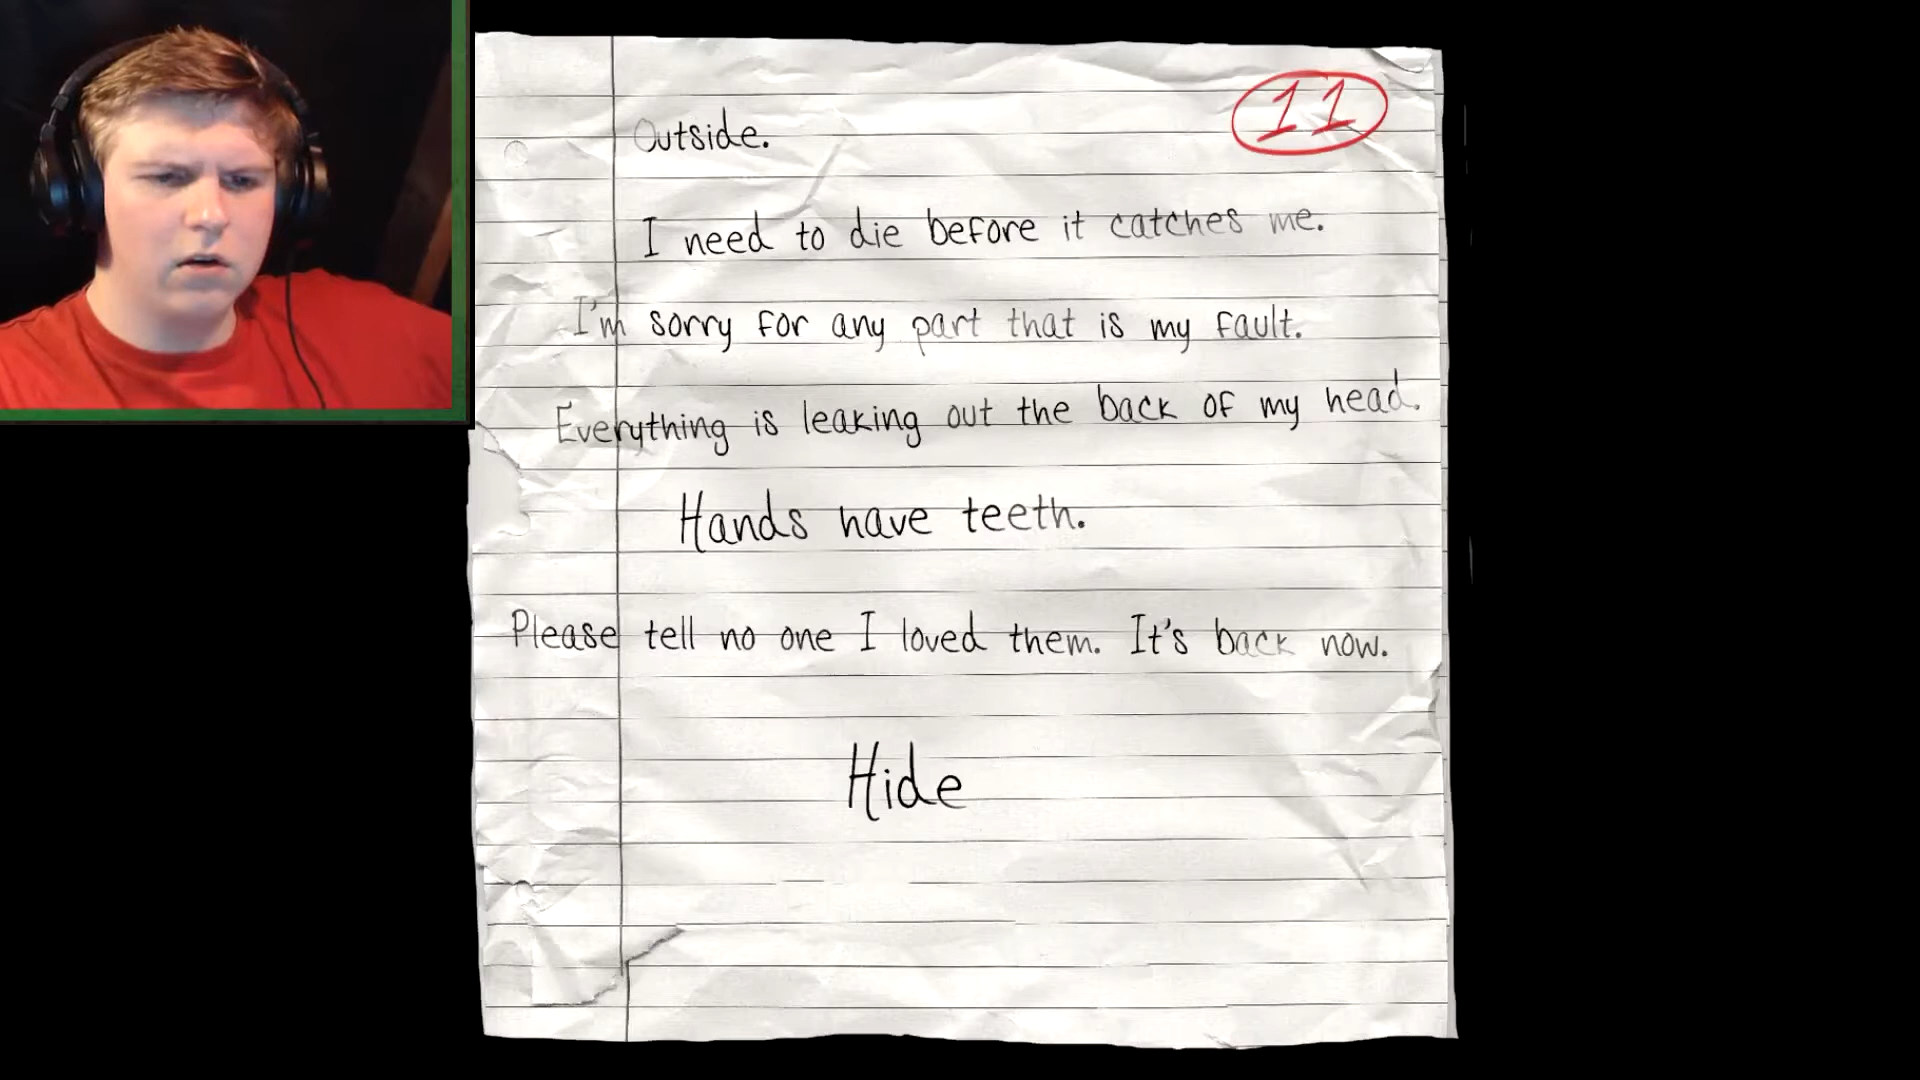 11
Outside.
I need to die before it catches me.
I'm sorry for any part that is my fault.
Everything is leaking out the back of my head.
Hands have teeth.
Please tell no one I loved them. It's back now.
Hide